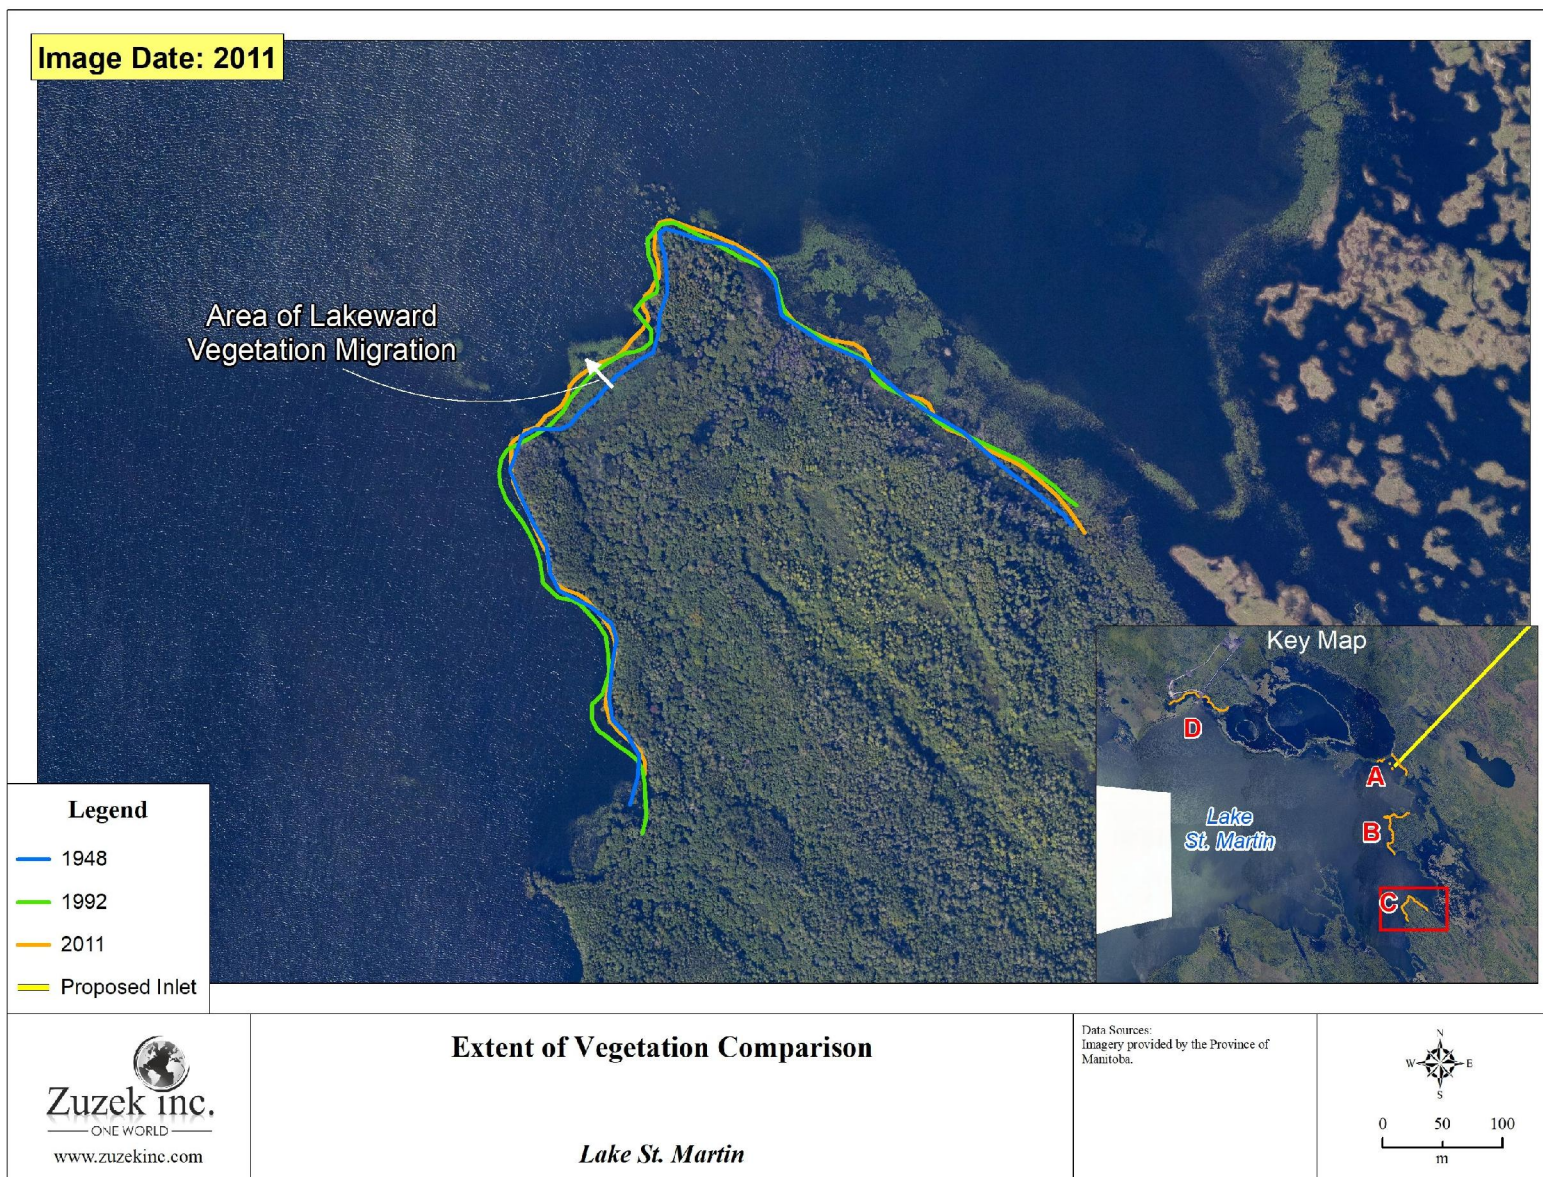 Image Date: 2011
Area of Lakeward
Vegetation Migration
Key Map
D
A
B
C
Lake
St. Martin
Legend
1948
1992
2011
Proposed Inlet
Zuzek inc.
ONE WORLD
www.zuzekinc.com
Extent of Vegetation Comparison
Lake St. Martin
Data Sources:
Imagery provided by the Province of
Manitoba.
N
W E
S
0 50 100
m